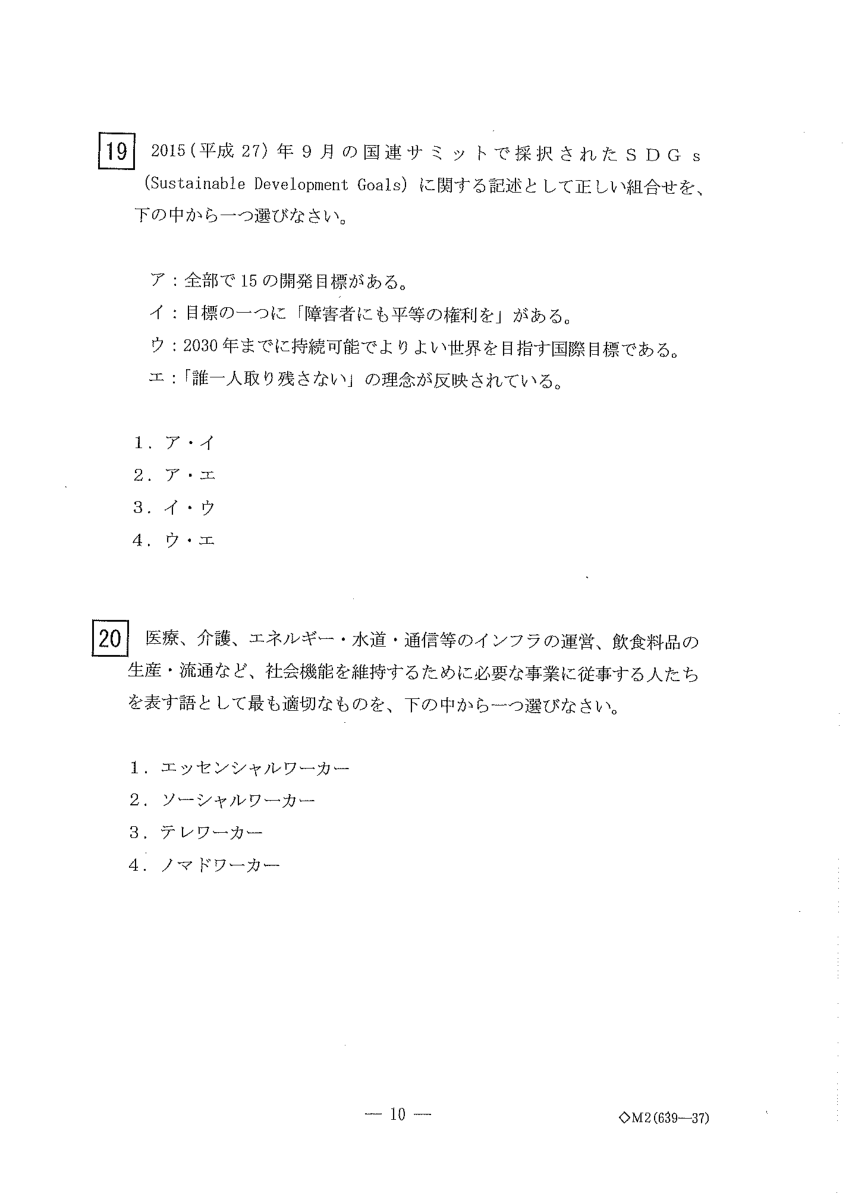 19 2015(平成 27) 年 9 月の国連サミットで採択されたSDGs
(Sustainable Development Goals) に関する記述として正しい組合せを、
下の中から一つ選びなさい。
ア:全部で 15 の開発目標がある。
イ:目標の一つに「障害者にも平等の権利を」がある。
ウ:2030 年までに持続可能でよりよい世界を目指す国際目標である。
エ:「誰一人取り残さない」の理念が反映されている。
1.ア・イ
2.ア・エ
3.イ・ウ
4.ウ・エ
20 医療、介護、エネルギー・水道・通信等のインフラの運営、飲食料品の
生産・流通など、社会機能を維持するために必要な事業に従事する人たち
を表す語として最も適切なものを、下の中から一つ選びなさい。
1.エッセンシャルワーカー
2.ソーシャルワーカー
3.テレワーカー
4.ノマドワーカー
— 10 —
◇M2(639—37)